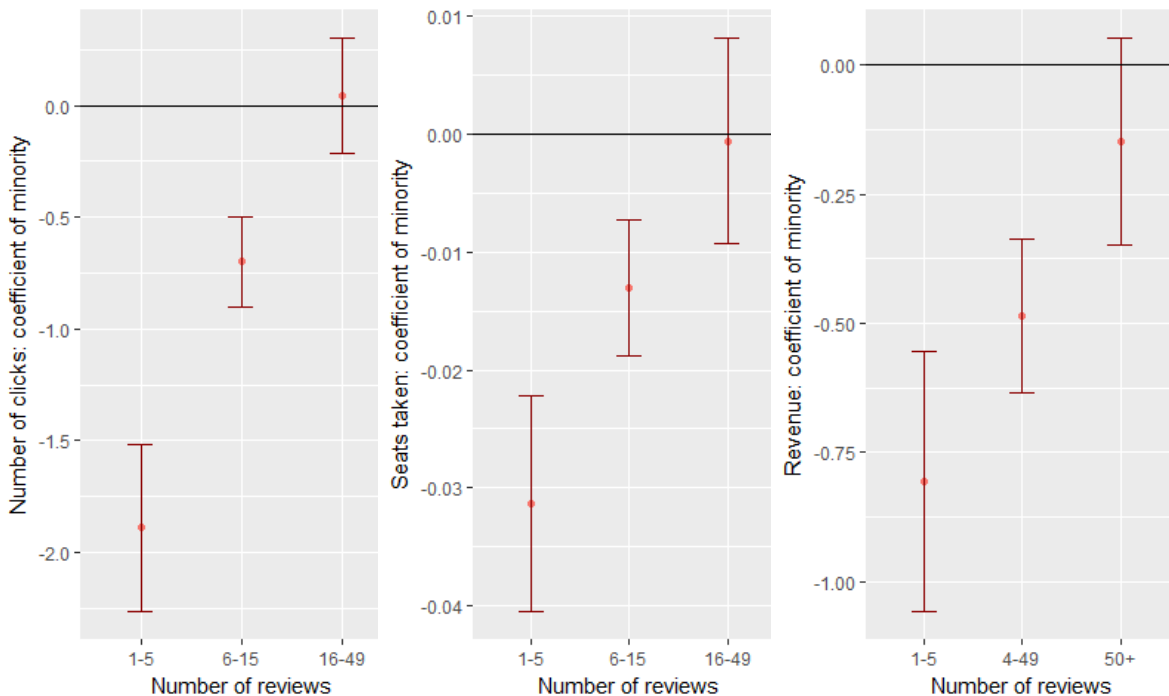 Number of clicks: coefficient of minority
0.0
-0.5
-1.0
-1.5
-2.0
1-5 6-15 16-49
Number of reviews
Seats taken: coefficient of minority
0.01
0.00
-0.01
-0.02
-0.03
-0.04
1-5 6-15 16-49
Number of reviews
Revenue: coefficient of minority
0.00
-0.25
-0.50
-0.75
-1.00
1-5 4-49 50+
Number of reviews